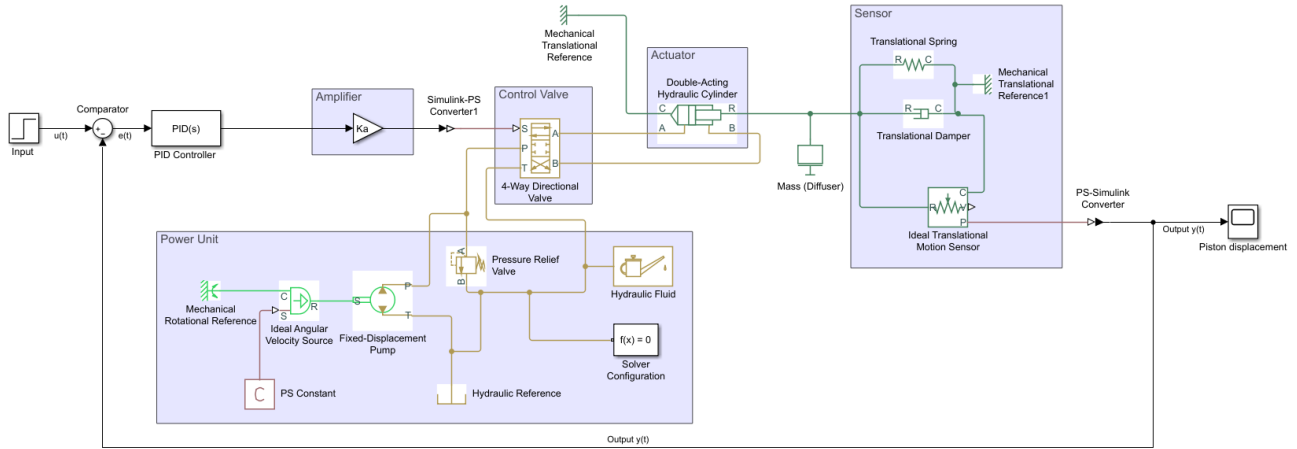 Sensor
Translational Spring
R
C
Mechanical
Translational
Reference
Actuator
Double-Acting
Hydraulic Cylinder
C
R
A
B
Mechanical
Translational
Reference1
R
C
Translational Damper
Amplifier
Simulink-PS
Converter1
Control Valve
Comparator
Input
u(t)
e(t)
PID(s)
PID Controller
Ka
S
A
P
T
B
4-Way Directional
Valve
Mass (Diffuser)
C
R
V
P
Ideal Translational
Motion Sensor
PS-Simulink
Converter
Output y(t)
Piston displacement
Power Unit
A
B
Pressure Relief
Valve
Hydraulic Fluid
Mechanical
Rotational Reference
C
S
R
Ideal Angular
Velocity Source
S
P
T
Fixed-Displacement
Pump
f(x) = 0
Solver
Configuration
C
PS Constant
Hydraulic Reference
Output y(t)